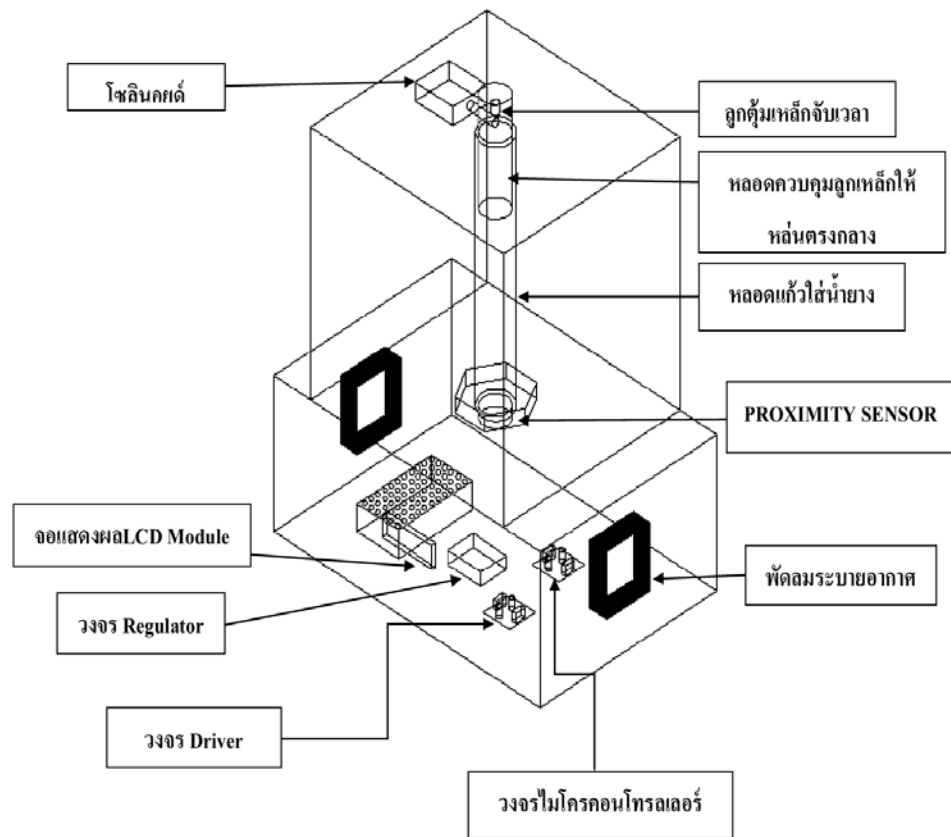 โซลินอยด์
ลูกตุ้มเหล็กจับเวลา
หลอดควบคุมลูกเหล็กให้
หล่นตรงกลาง
หลอดแก้วใส่น้ำยาง
PROXIMITY SENSOR
จอแสดงผลLCD Module
พัดลมระบายอากาศ
วงจร Regulator
วงจร Driver
วงจรไมโครคอนโทรลเลอร์